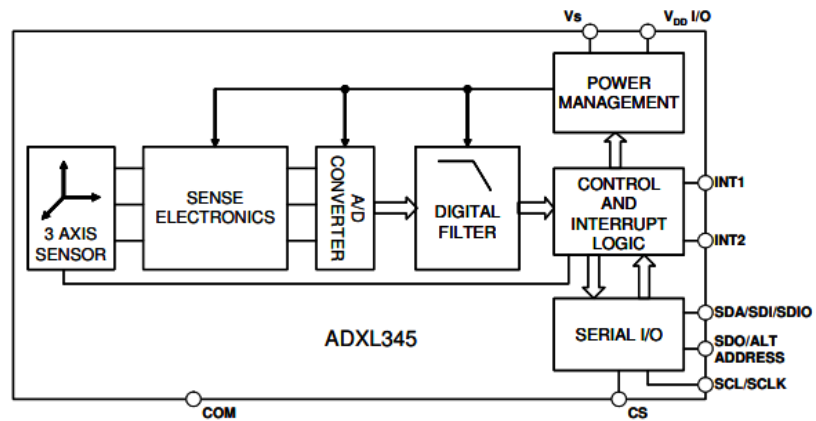 Vs
VDD I/O
POWER
MANAGEMENT
3 AXIS
SENSOR
SENSE
ELECTRONICS
A/D
CONVERTER
DIGITAL
FILTER
CONTROL
AND
INTERRUPT
LOGIC
INT1
INT2
SERIAL I/O
SDA/SDI/SDIO
SDO/ALT
ADDRESS
SCL/SCLK
ADXL345
COM
CS